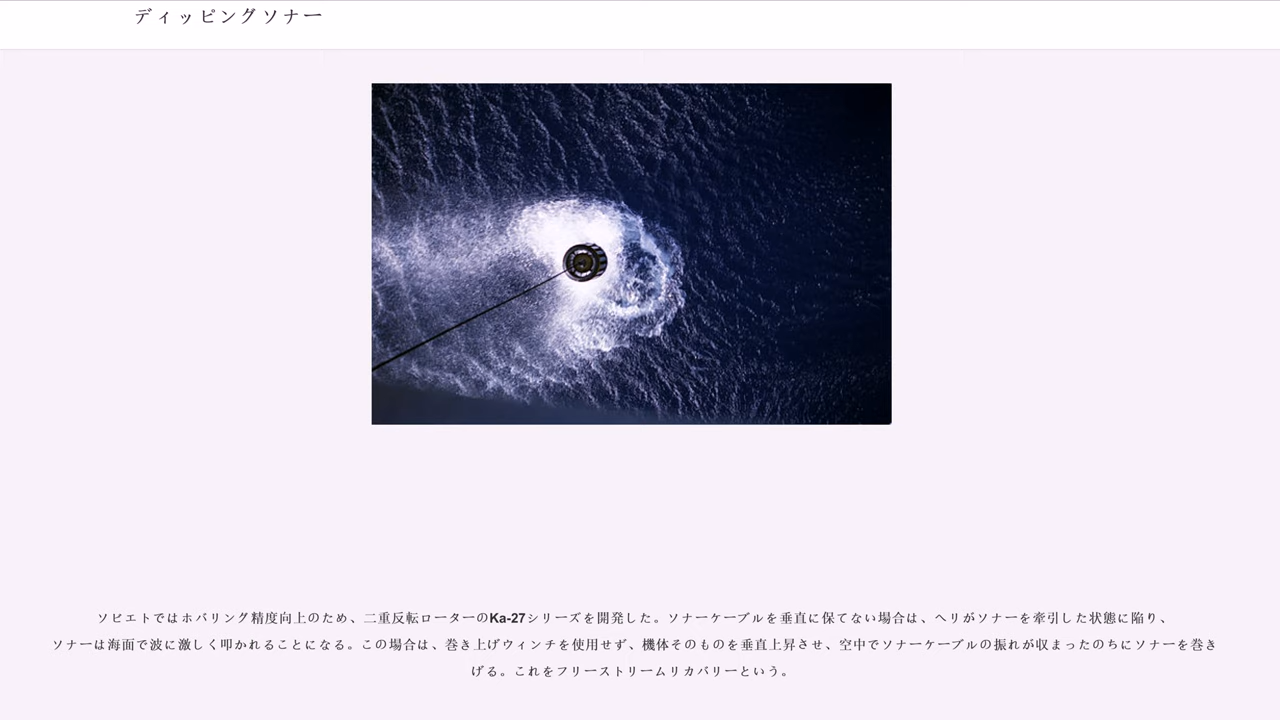 ディッピングソナー
ソビエトではホバリング精度向上のため、二重反転ローターのKa-27シリーズを開発した。ソナーケーブルを垂直に保てない場合は、ヘリがソナーを牽引した状態に陥り、
ソナーは海面で波に激しく叩かれることになる。この場合は、巻き上げウィンチを使用せず、機体そのものを垂直上昇させ、空中でソナーケーブルの振れが収まったのちにソナーを巻き
げる。これをフリーストリームリカバリーという。